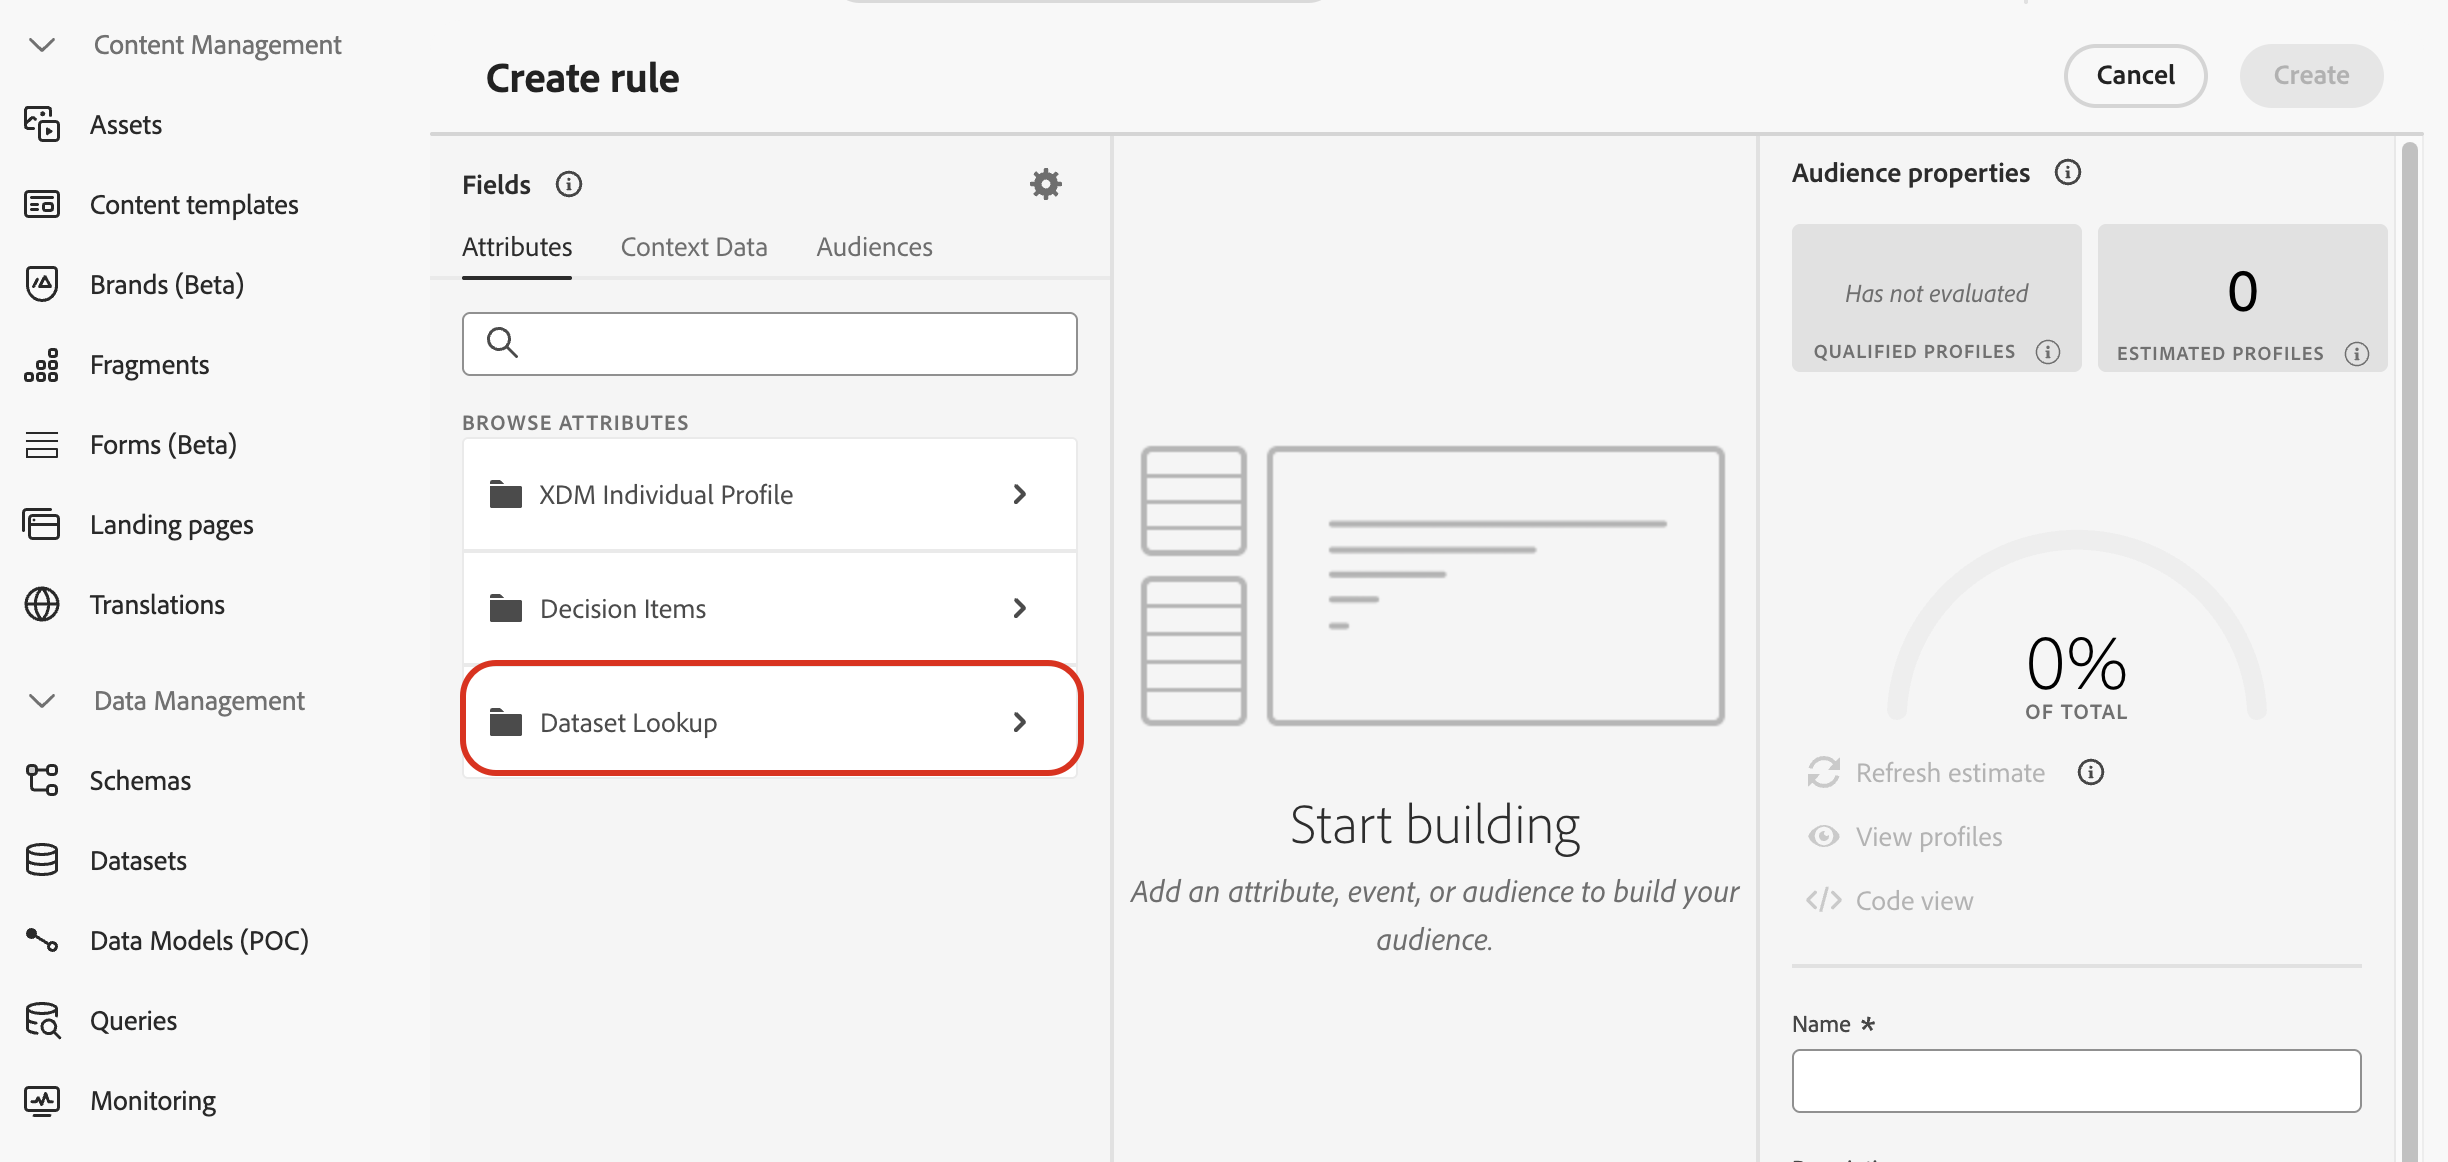 Content Management
Assets
Content templates
Brands (Beta)
Fragments
Forms (Beta)
Landing pages
Translations
Data Management
Schemas
Datasets
Data Models (POC)
Queries
Monitoring
Create rule
Cancel
Create
Fields
Attributes
Context Data
Audiences
BROWSE ATTRIBUTES
XDM Individual Profile
Decision Items
Dataset Lookup
Start building
Add an attribute, event, or audience to build your
audience.
Audience properties
Has not evaluated
QUALIFIED PROFILES
0
ESTIMATED PROFILES
0%
OF TOTAL
Refresh estimate
View profiles
</> Code view
Name *